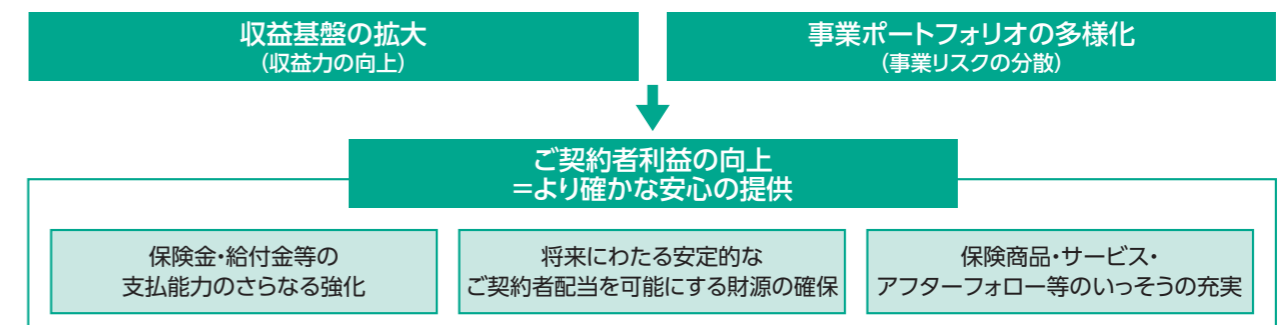 収益基盤の拡大
(収益力の向上)
事業ポートフォリオの多様化
(事業リスクの分散)
ご契約者利益の向上
=より確かな安心の提供
保険金・給付金等の
支払能力のさらなる強化
将来にわたる安定的な
ご契約者配当を可能にする財源の確保
保険商品・サービス・
アフターフォロー等のいっそうの充実